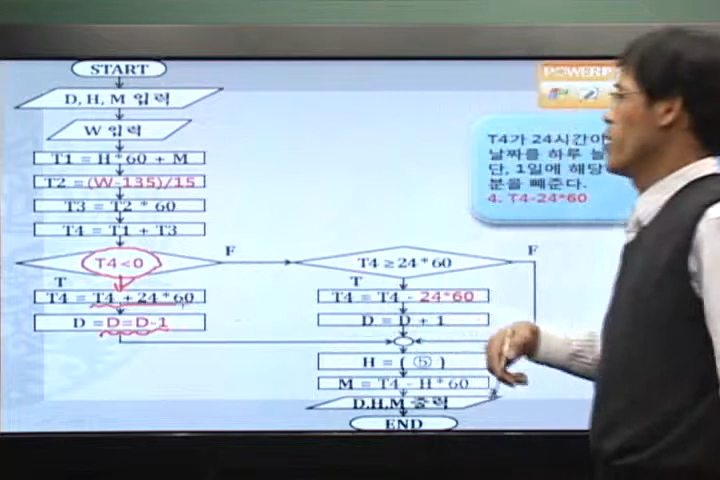 START
D, H, M 입력
W 입력
T1 = H*60 + M
T2 = (W-135)/15
T3 = T2 * 60
T4 = T1 + T3
T4<0
F
T
T4 = T4 +24*60
D = D=D-1
T4 ≥ 24*60
F
T
T4 = T4 - 24*60
D = D + 1
H = ( ⑤ )
M = T4 - H*60
D,H,M 출력
END
POWERP
T4가 24시간이
날짜를 하루 늘
단, 1일에 해당
분을 빼준다.
4. T4-24*60